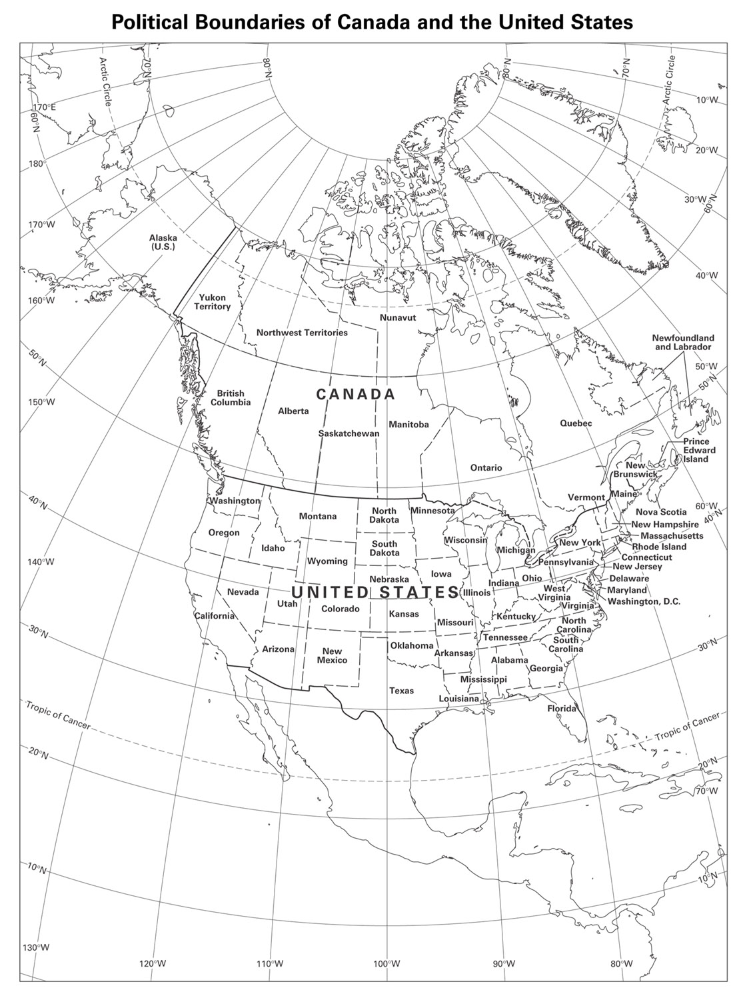 Political Boundaries of Canada and the United States
Arctic Circle
70°N
80°N
80°N
70°N
Arctic Circle
10°W
170°E
60°N
20°W
180°
30°W
60°N
170°W
Alaska
(U.S.)
40°W
160°W
Yukon
Territory
Nunavut
Northwest Territories
Newfoundland
and Labrador
50°N
50°W
50°N
150°W
British
Columbia
CANADA
Alberta
Saskatchewan
Manitoba
Quebec
Ontario
Prince
Edward
Island
New
Brunswick
40°N
Washington
Montana
North
Dakota
Minnesota
Vermont
Maine
Nova Scotia
60°W
40°N
New Hampshire
Massachusetts
Rhode Island
Connecticut
New Jersey
Delaware
Maryland
Washington, D.C.
Oregon
Idaho
Wyoming
South
Dakota
Wisconsin
Michigan
New York
Pennsylvania
140°W
Nebraska
Iowa
Illinois
Indiana
Ohio
West
Virginia
Virginia
UNITED STATES
Nevada
Utah
Colorado
Kansas
Missouri
Kentucky
North
Carolina
California
30°N
Arizona
New
Mexico
Oklahoma
Arkansas
Tennessee
South
Carolina
30°N
Alabama
Georgia
Mississippi
Texas
Louisiana
Florida
Tropic of Cancer
Tropic of Cancer
20°N
20°N
70°W
10°N
10°N
130°W
120°W
110°W
100°W
90°W
80°W